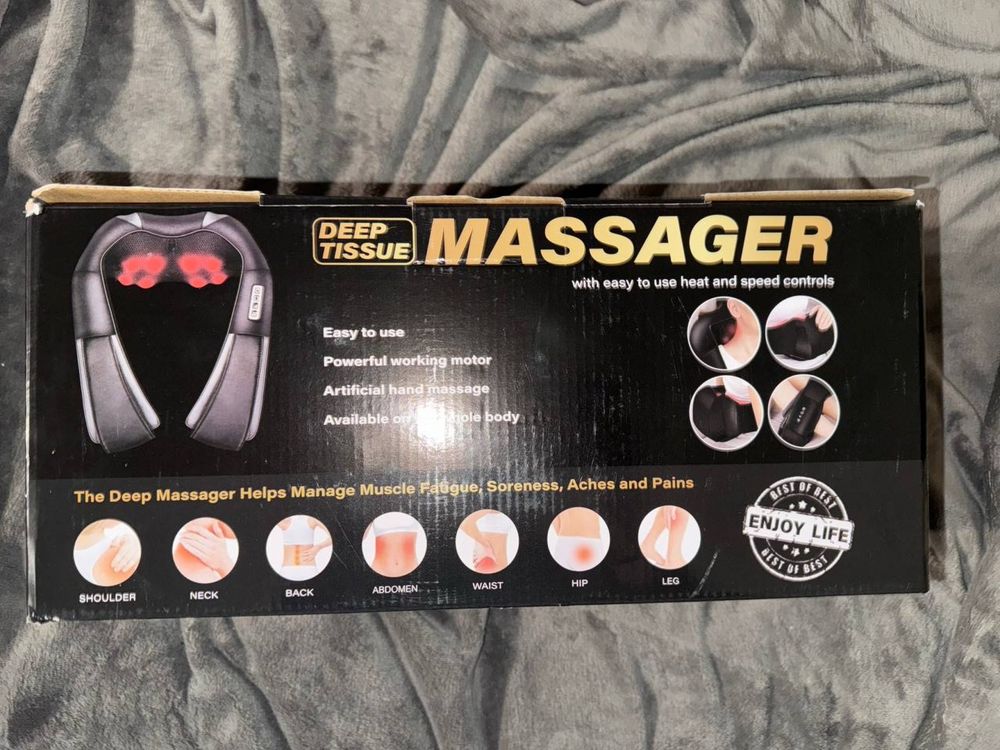 DEEP
TISSUE
MASSAGER
with easy to use heat and speed controls
Easy to use
Powerful working motor
Artificial hand massage
Available on body
The Deep Massager Helps Manage Muscle Fatigue, Soreness, Aches and Pains
SHOULDER
NECK
BACK
ABDOMEN
WAIST
HIP
LEG
BEST OF BEST
ENJOY LIFE
BEST OF BEST